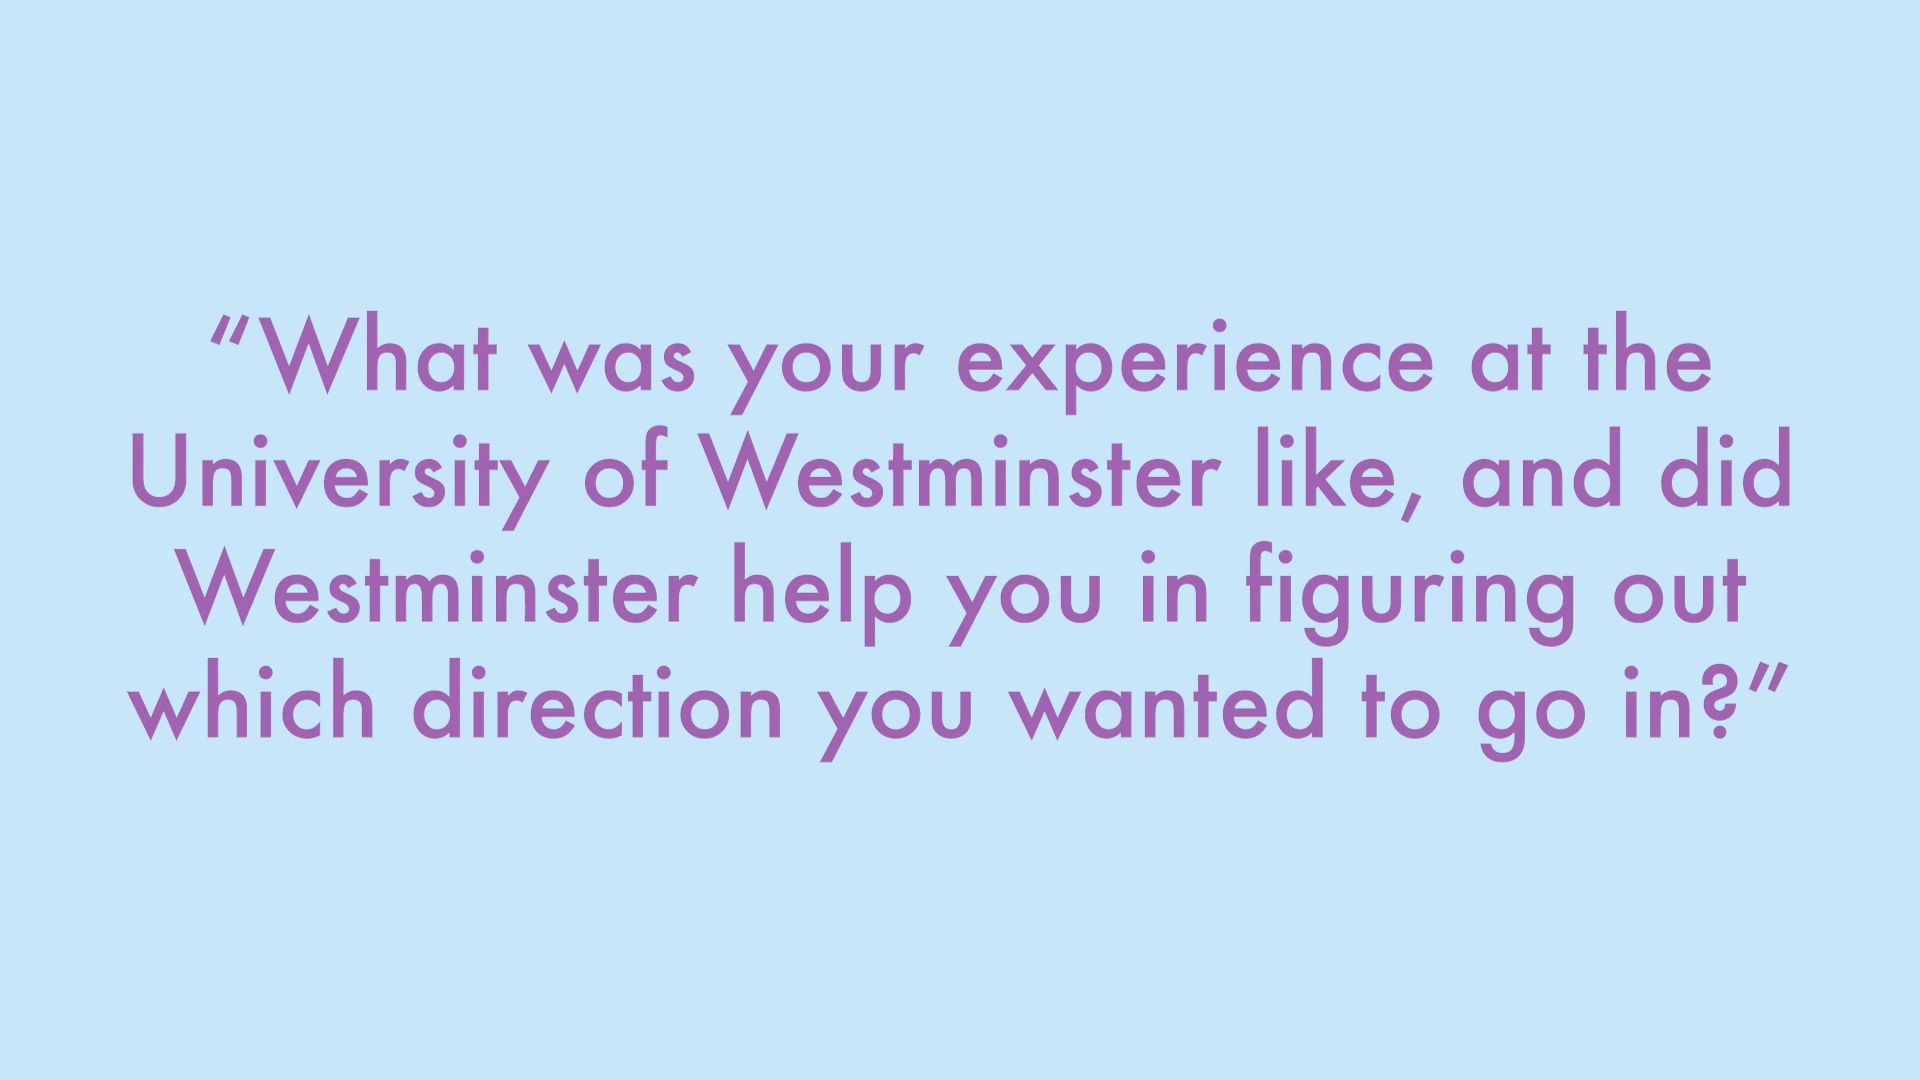 “What was your experience at the
University of Westminster like, and did
Westminster help you in figuring out
which direction you wanted to go in?”